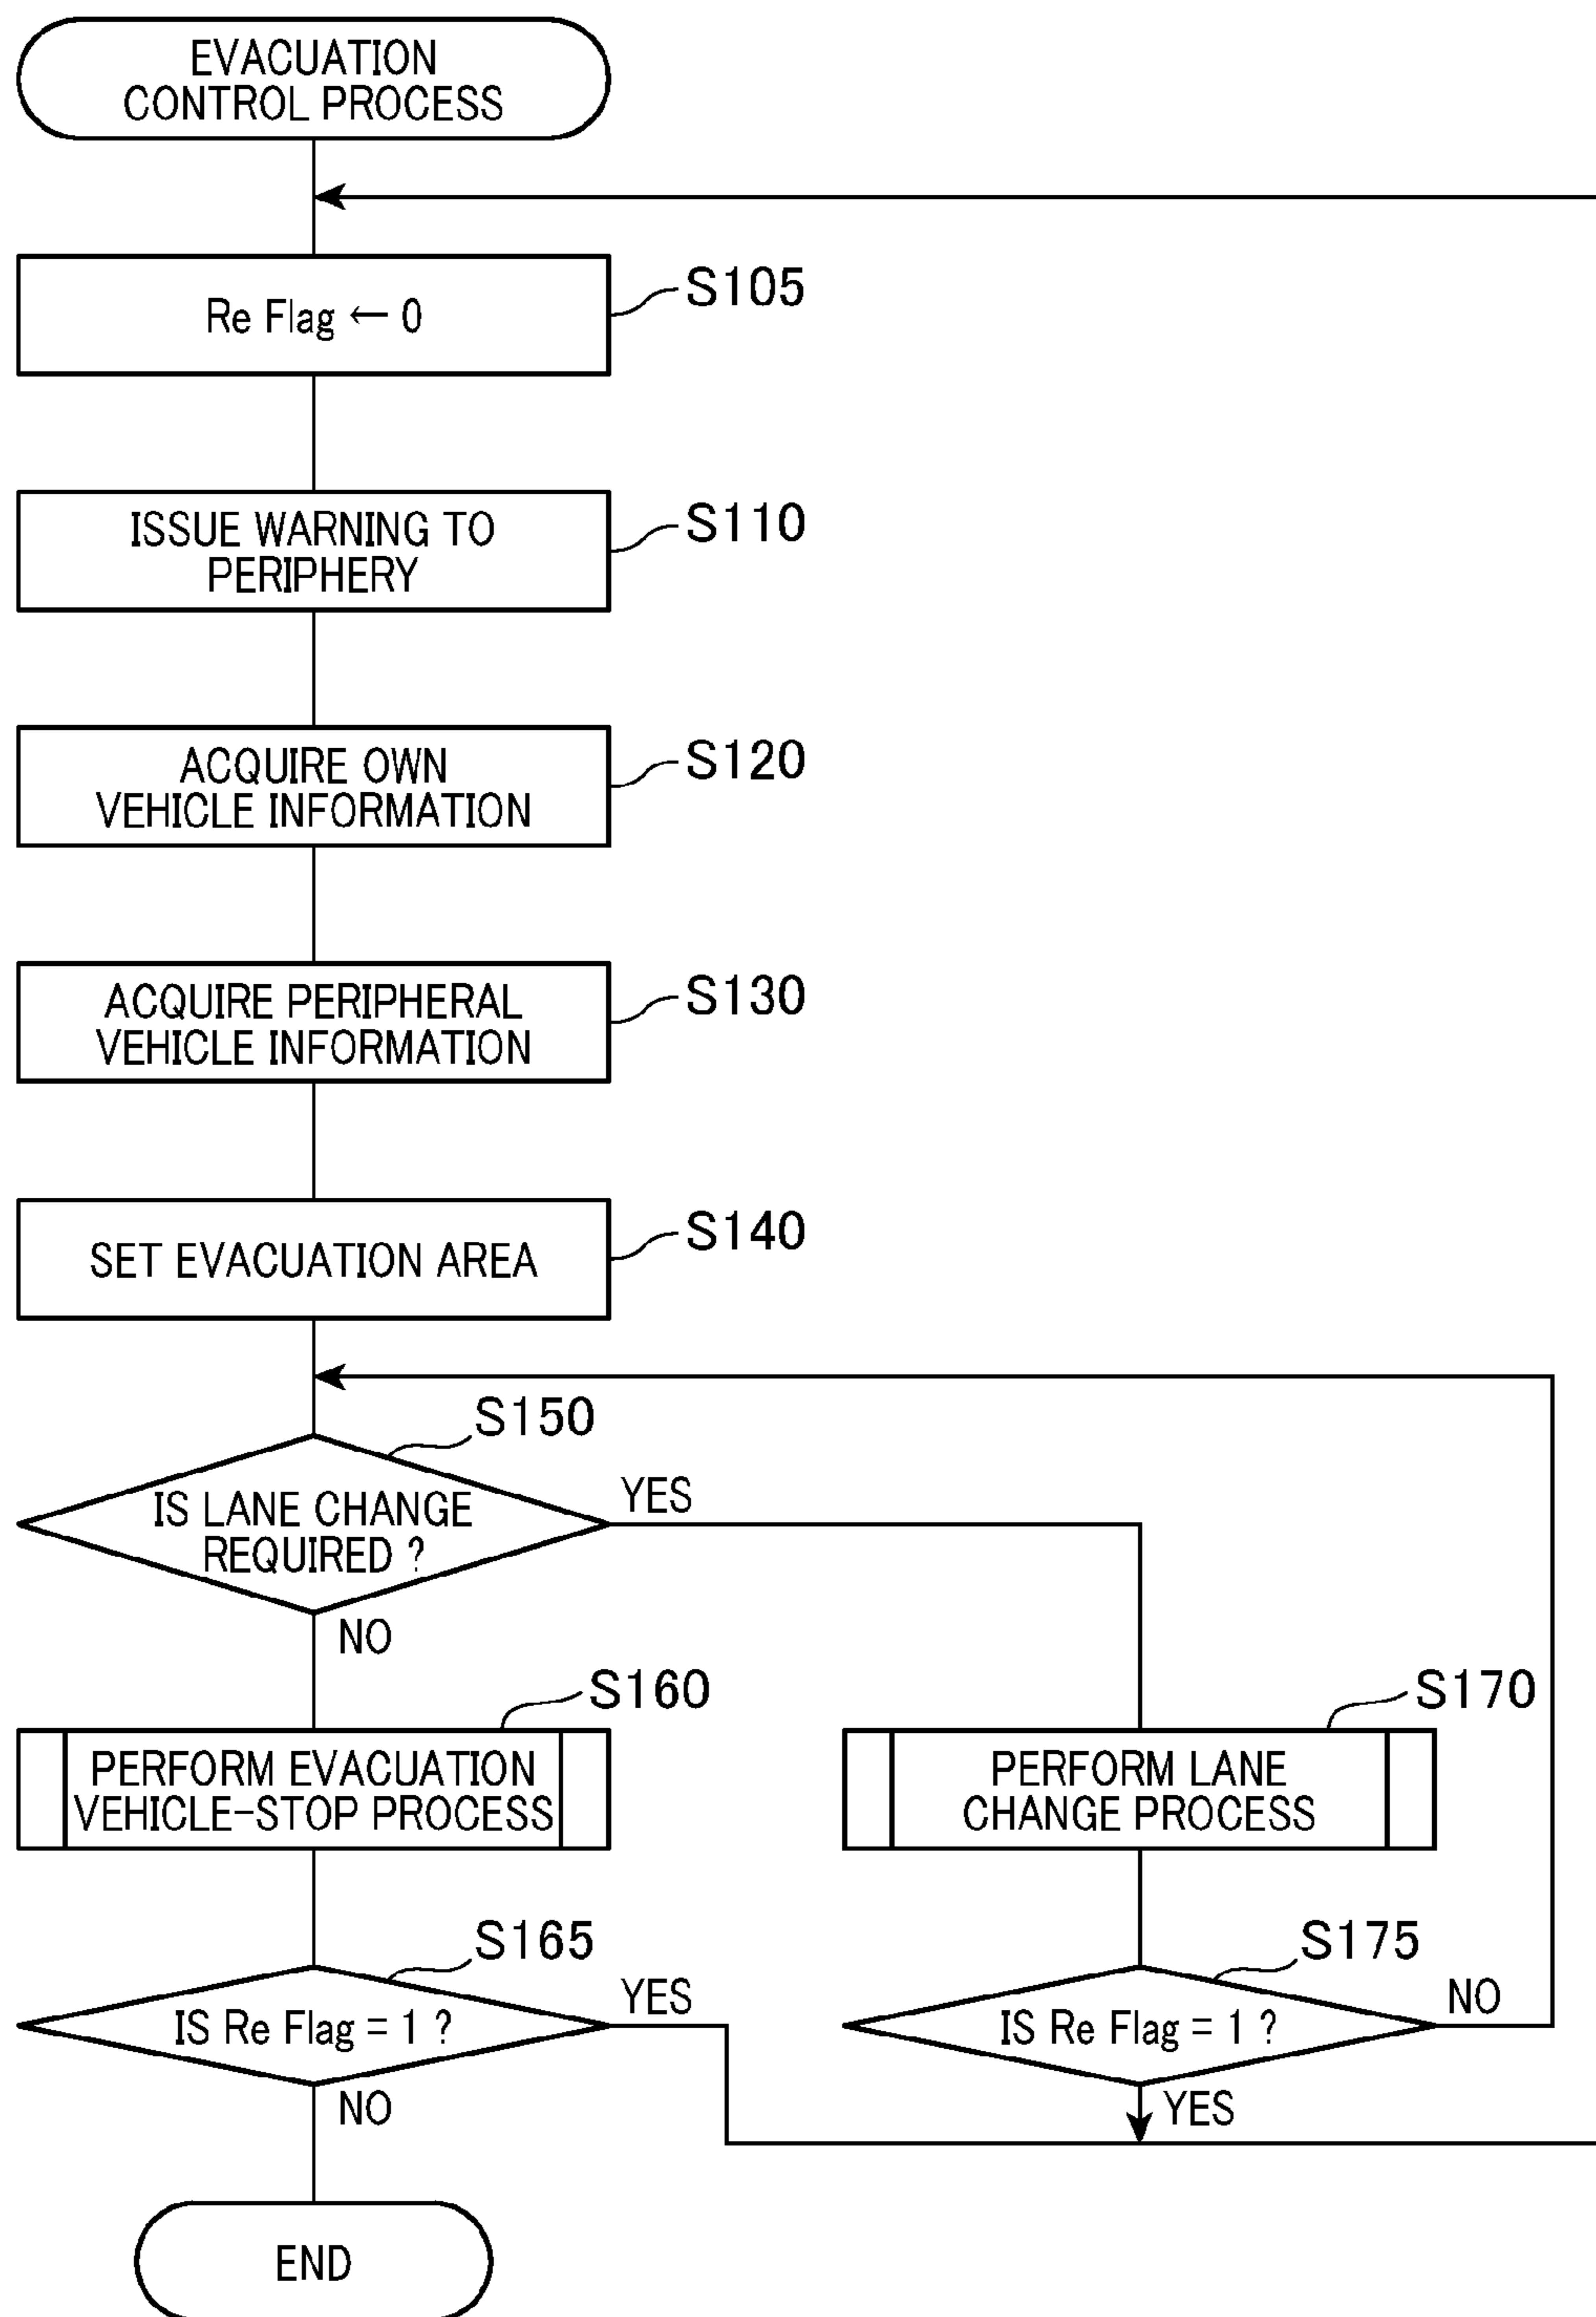 EVACUATION
CONTROL PROCESS
Re Flag ← 0
S105
ISSUE WARNING TO
PERIPHERY
S110
ACQUIRE OWN
VEHICLE INFORMATION
S120
ACQUIRE PERIPHERAL
VEHICLE INFORMATION
S130
SET EVACUATION AREA
S140
S150
IS LANE CHANGE
REQUIRED ?
YES
NO
S160
PERFORM EVACUATION
VEHICLE-STOP PROCESS
S170
PERFORM LANE
CHANGE PROCESS
S165
IS Re Flag = 1 ?
YES
NO
S175
IS Re Flag = 1 ?
NO
YES
END